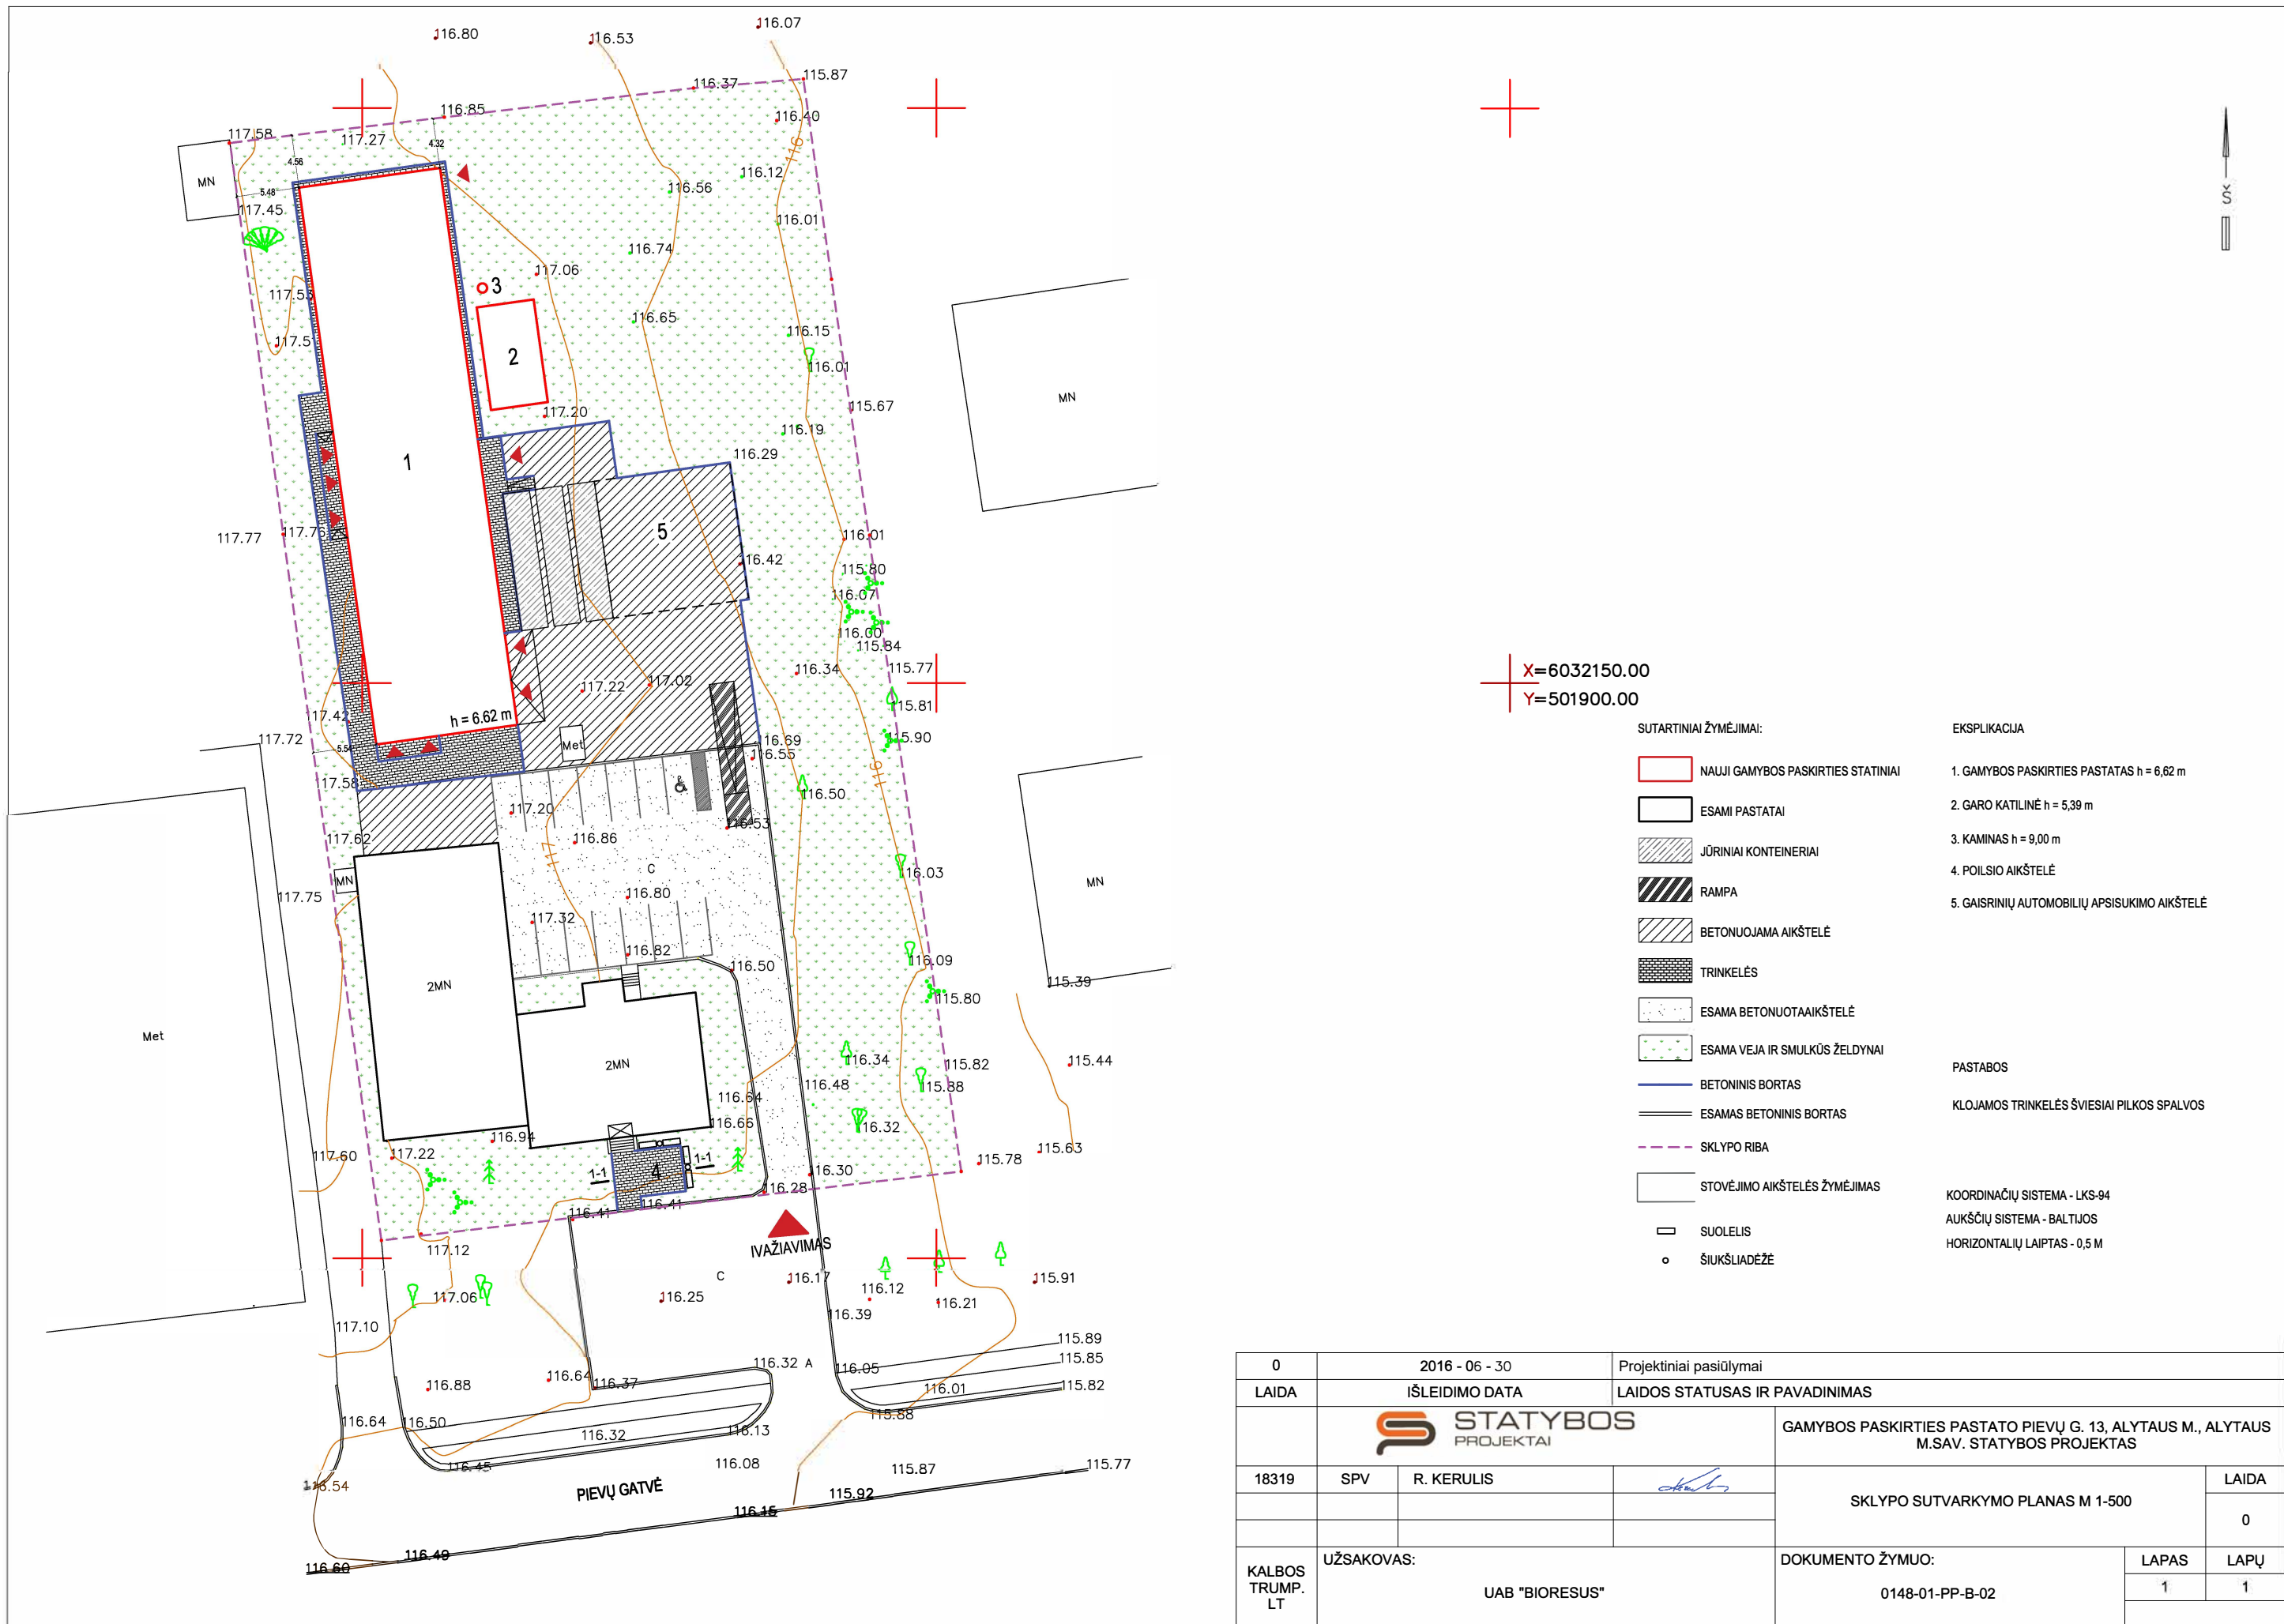 116.80
116.53
116.07
116.37
115.87
116.85
116.40
117.58
117.27
4.32
4.56
116
MN
5.48
116.12
116.56
117.45
116.01
116.74
117.06
3
117.53
116.65
116.15
117.5
2
116.01
MN
115.67
117.20
116.19
116.29
1
5
117.77
117.76
116.01
116.42
115.80
116.07
116.00
115.84
115.77
116.34
117.22
117.02
115.81
117.42
h = 6.62 m
117.72
5.54
Met
116.69
116.55
115.90
116
117.58
116.50
117.20
116.53
117.62
116.86
117
C
116.03
MN
MN
117.75
116.80
117.32
116.82
116.09
116.50
115.39
2MN
115.80
Met
116.34
115.82
115.44
2MN
116.48
115.88
116.64
116.66
116.32
116.94
117.60
117.22
115.63
115.78
1-1
4
1-1
116.30
116.28
116.41
116.41
IVAŽIAVIMAS
117.12
C
116.17
116.12
115.91
117.06
116.25
116.21
116.39
117.10
115.89
116.32 A
116.05
115.85
116.88
116.64
116.37
116.01
115.82
116.64
116.50
115.88
116.32
116.13
116.45
116.08
115.87
115.77
116.54
PIEVŲ GATVĖ
115.92
116.15
116.49
116.60
Š
X=6032150.00
Y=501900.00
SUTARTINIAI ŽYMĖJIMAI:
NAUJI GAMYBOS PASKIRTIES STATINIAI
ESAMI PASTATAI
JŪRINIAI KONTEINERIAI
RAMPA
BETONUOJAMA AIKŠTELĖ
TRINKELĖS
ESAMA BETONUOTAAIKŠTELĖ
ESAMA VEJA IR SMULKŪS ŽELDYNAI
BETONINIS BORTAS
ESAMAS BETONINIS BORTAS
SKLYPO RIBA
STOVĖJIMO AIKŠTELĖS ŽYMĖJIMAS
SUOLELIS
ŠIUKŠLIADĖŽĖ
EKSPLIKACIJA
1. GAMYBOS PASKIRTIES PASTATAS h = 6,62 m
2. GARO KATILINĖ h = 5,39 m
3. KAMINAS h = 9,00 m
4. POILSIO AIKŠTELĖ
5. GAISRINIŲ AUTOMOBILIŲ APSISUKIMO AIKŠTELĖ
PASTABOS
KLOJAMOS TRINKELĖS ŠVIESIAI PILKOS SPALVOS
KOORDINAČIŲ SISTEMA - LKS-94
AUKŠČIŲ SISTEMA - BALTIJOS
HORIZONTALIŲ LAIPTAS - 0,5 M
0 2016 - 06 - 30 Projektiniai pasiūlymai
LAIDA IŠLEIDIMO DATA LAIDOS STATUSAS IR PAVADINIMAS
STATYBOS
PROJEKTAI
GAMYBOS PASKIRTIES PASTATO PIEVŲ G. 13, ALYTAUS M., ALYTAUS
M.SAV. STATYBOS PROJEKTAS
18319 SPV R. KERULIS
SKLYPO SUTVARKYMO PLANAS M 1-500
LAIDA
0
KALBOS
TRUMP.
LT
UŽSAKOVAS:
UAB "BIORESUS"
DOKUMENTO ŽYMUO:
0148-01-PP-B-02
LAPAS LAPŲ
1 1